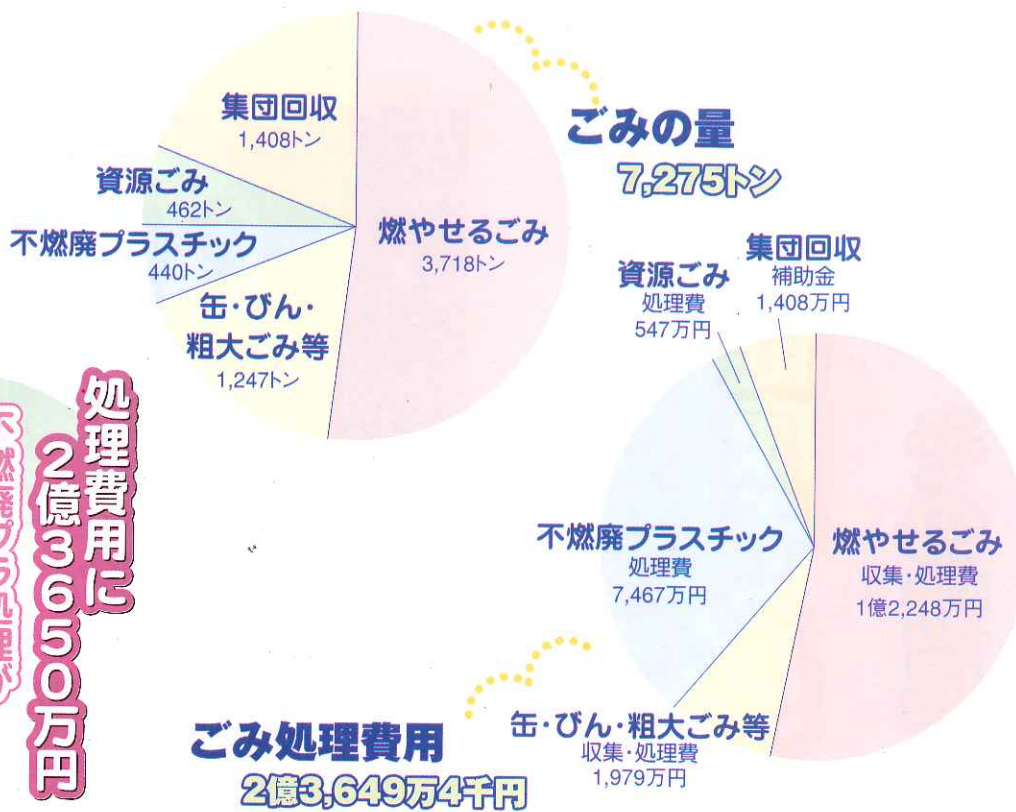 ごみの量
7,275トン
集団回収
1,408トン
資源ごみ
462トン
不燃廃プラスチック
440トン
缶・びん・
粗大ごみ等
1,247トン
燃やせるごみ
3,718トン
処理費用に
2億3650万円
不燃廃プラ処理が
資源ごみ
処理費
547万円
集団回収
補助金
1,408万円
不燃廃プラスチック
処理費
7,467万円
燃やせるごみ
収集・処理費
1億2,248万円
缶・びん・粗大ごみ等
収集・処理費
1,979万円
ごみ処理費用
2億3,649万4千円